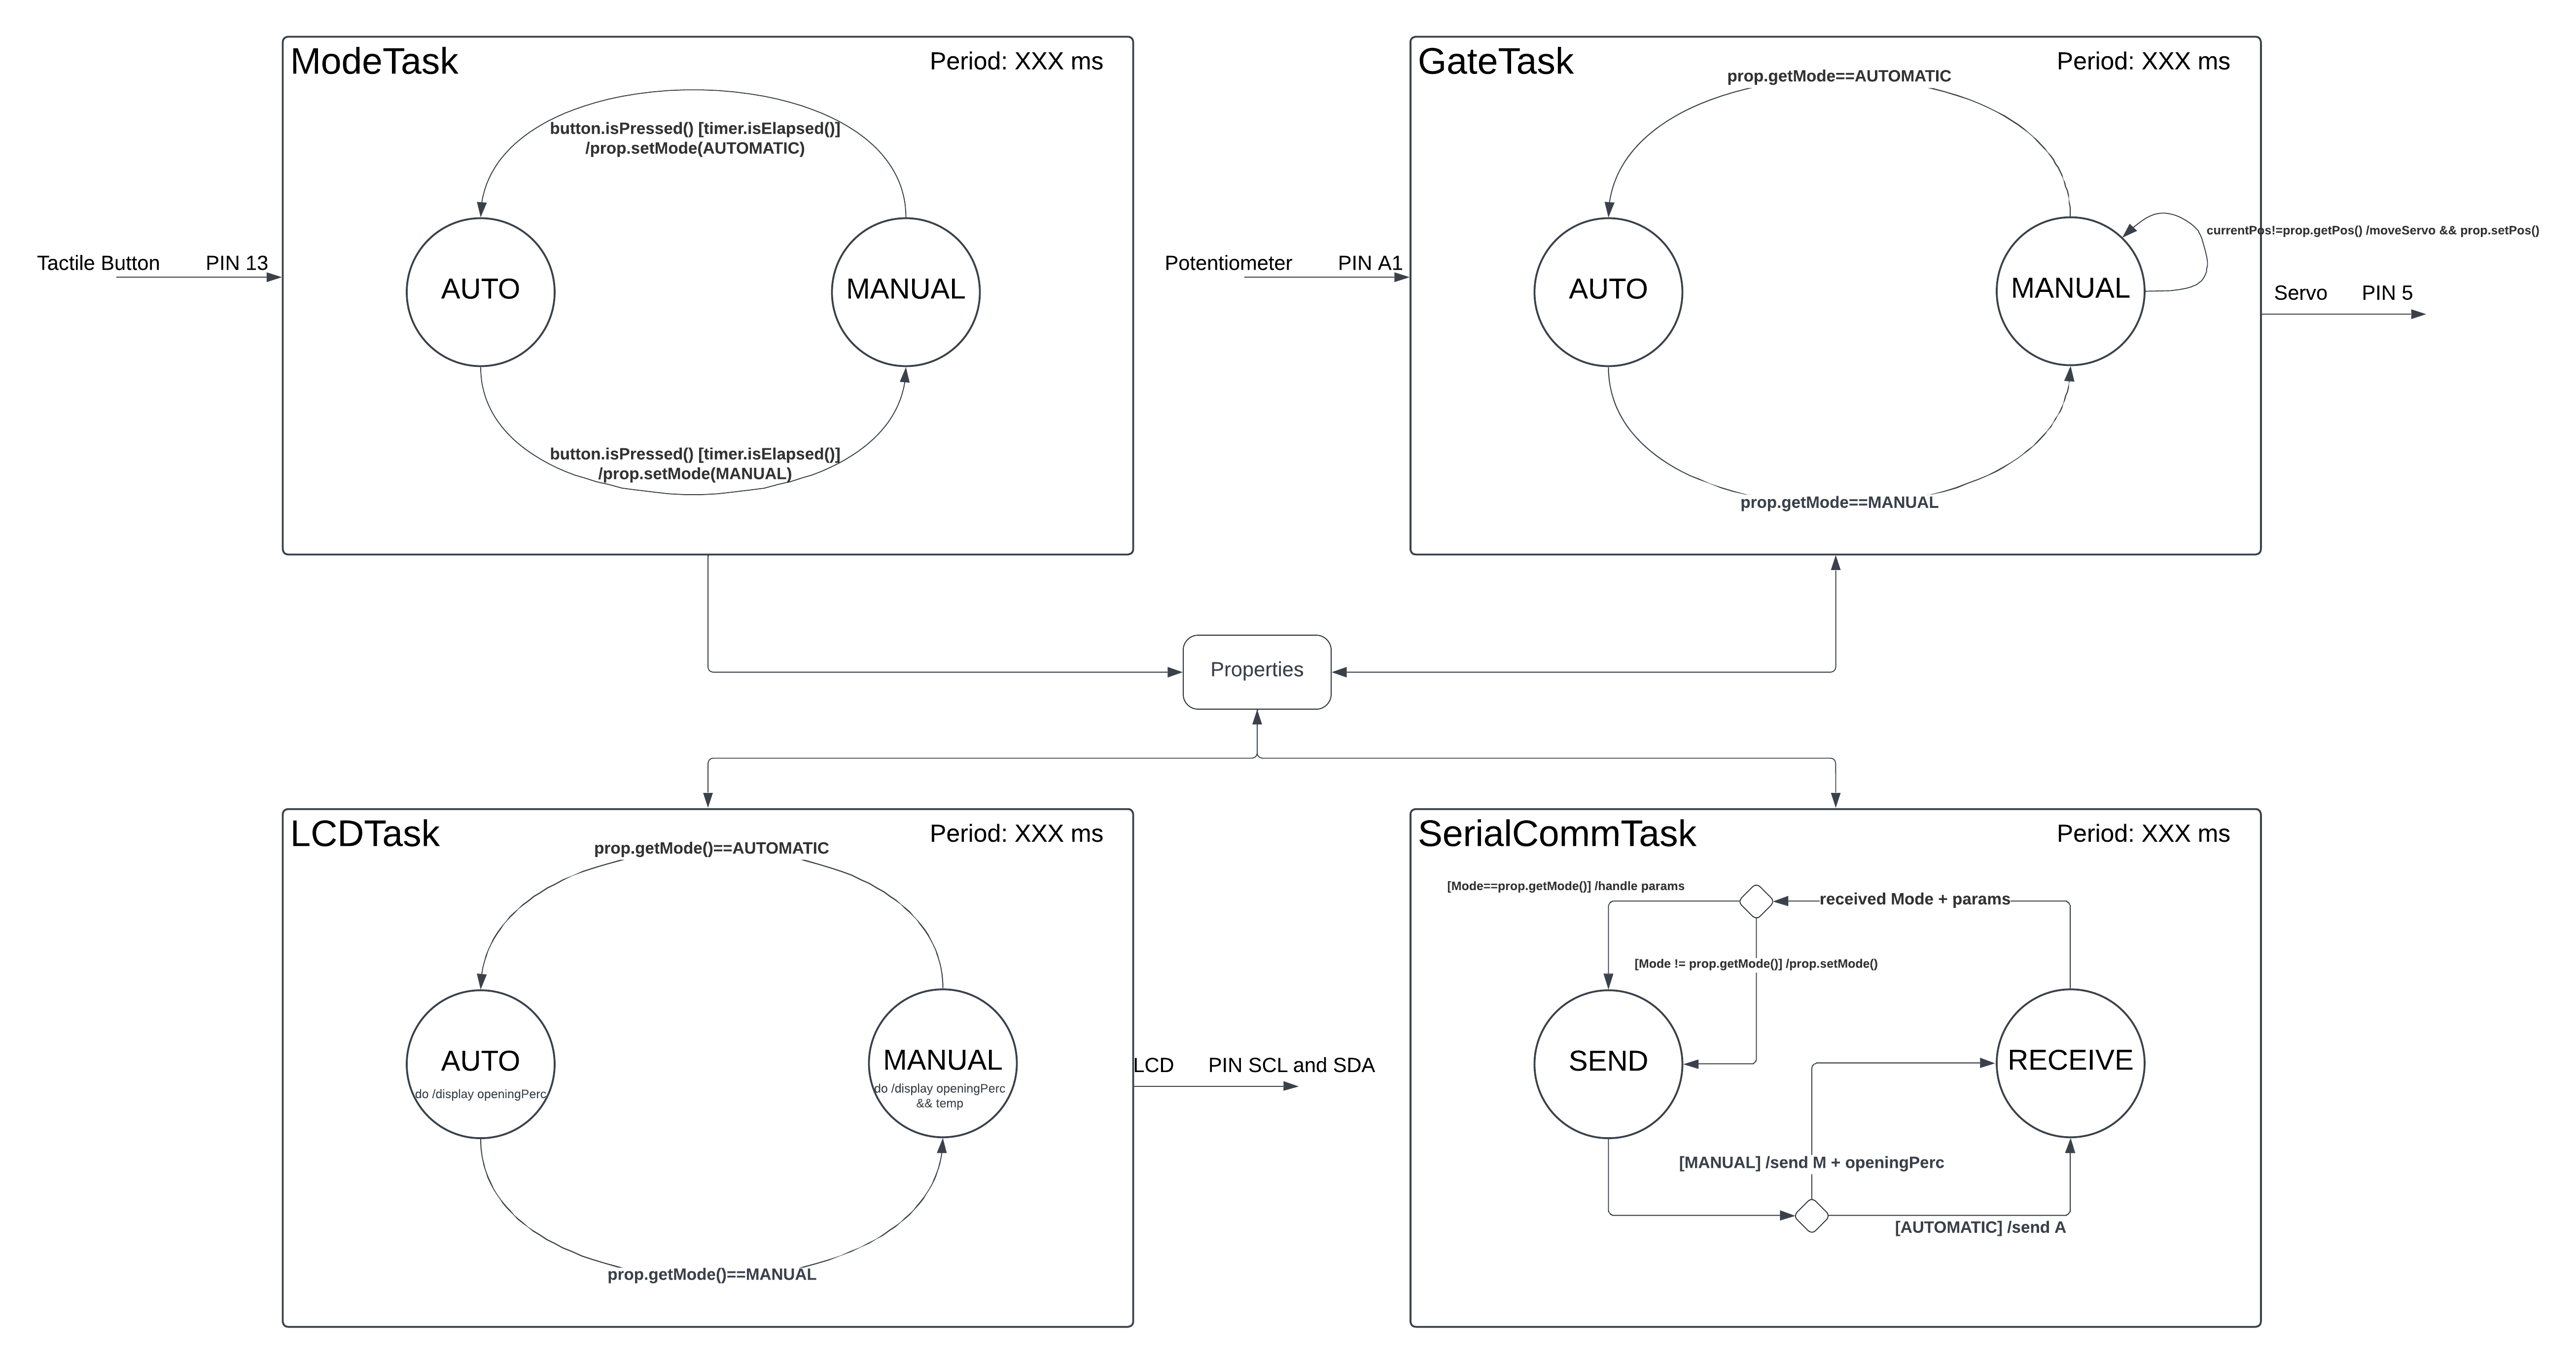 ModeTask
Period: XXX ms
button.isPressed() [timer.isElapsed()]
/prop.setMode(AUTOMATIC)
Tactile Button PIN 13
AUTO
MANUAL
button.isPressed() [timer.isElapsed()]
/prop.setMode(MANUAL)
GateTask
Period: XXX ms
prop.getMode==AUTOMATIC
Potentiometer PIN A1
AUTO
MANUAL
currentPos!=prop.getPos() /moveServo && prop.setPos()
Servo PIN 5
prop.getMode==MANUAL
Properties
LCDTask
Period: XXX ms
prop.getMode()==AUTOMATIC
AUTO
do /display openingPerc
MANUAL
do /display openingPerc
&& temp
LCD PIN SCL and SDA
prop.getMode()==MANUAL
SerialCommTask
Period: XXX ms
[Mode==prop.getMode()] /handle params
received Mode + params
[Mode != prop.getMode()] /prop.setMode()
SEND
RECEIVE
[MANUAL] /send M + openingPerc
[AUTOMATIC] /send A